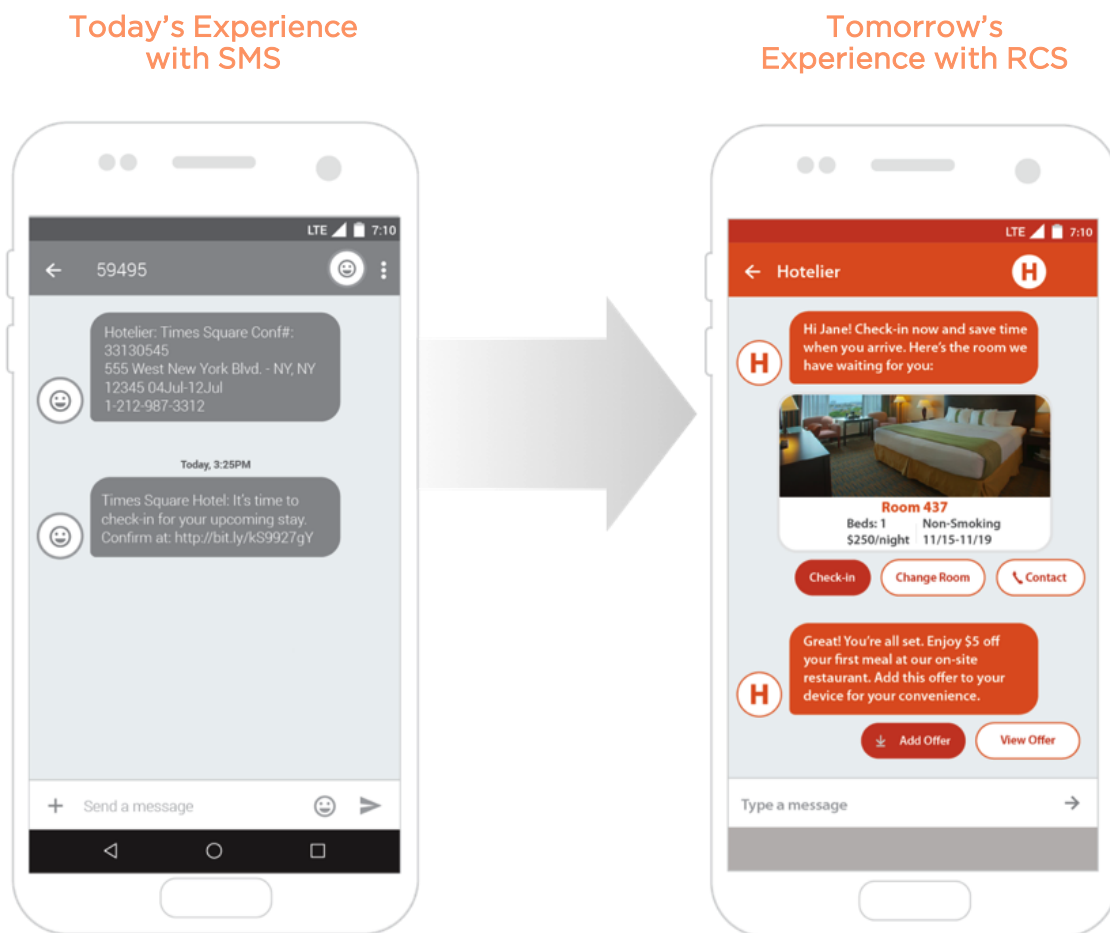 Today's Experience
with SMS
Tomorrow's
Experience with RCS
LTE 7:10
59495
Hotelier: Times Square Conf#:
33130545
555 West New York Blvd. - NY, NY
12345 04Jul-12Jul
1-212-987-3312
Today, 3:25PM
Times Square Hotel: It's time to
check-in for your upcoming stay.
Confirm at: http://bit.ly/kS9927gY
Send a message
LTE 7:10
Hotelier
H
H
Hi Jane! Check-in now and save time
when you arrive. Here's the room we
have waiting for you:
Room 437
Beds: 1 Non-Smoking
$250/night 11/15-11/19
Check-in Change Room Contact
H
Great! You're all set. Enjoy $5 off
your first meal at our on-site
restaurant. Add this offer to your
device for your convenience.
Add Offer View Offer
Type a message